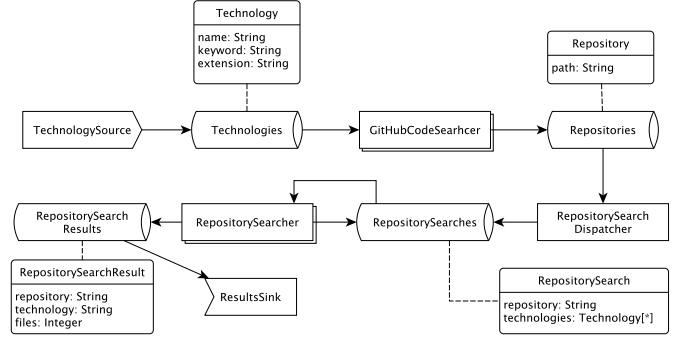 Technology
name: String
keyword: String
extension: String
Repository
path: String
TechnologySource
Technologies
GitHubCodeSearhcer
Repositories
RepositorySearch
Results
RepositorySearcher
RepositorySearches
RepositorySearch
Dispatcher
RepositorySearchResult
repository: String
technology: String
files: Integer
ResultsSink
RepositorySearch
repository: String
technologies: Technology[*]